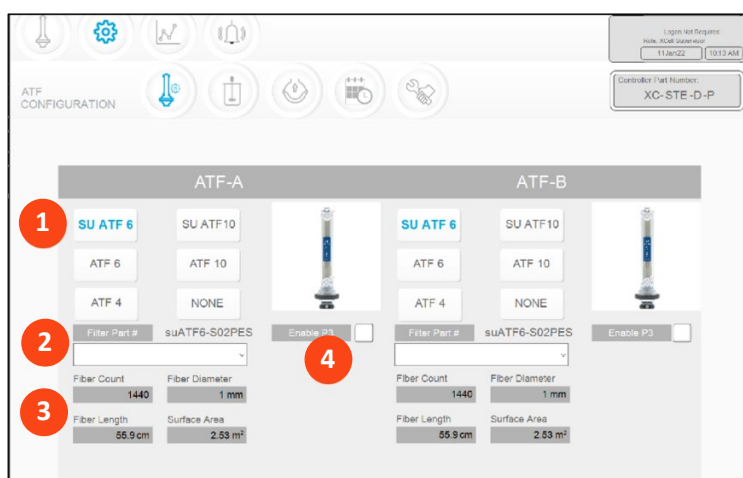 Logon Not Required
Role: XCell Supervisor
11Jan22 10:13 AM
ATF
CONFIGURATION
Controller Part Number:
XC-STE-D-P
ATF-A ATF-B
1 SU ATF 6 SU ATF10 SU ATF 6 SU ATF10
ATF 6 ATF 10 ATF 6 ATF 10
ATF 4 NONE ATF 4 NONE
2 Filter Part # suATF6-S02PES Enable P3 4 Filter Part # suATF6-S02PES Enable P3
Fiber Count Fiber Diameter Fiber Count Fiber Diameter
1440 1 mm 1440 1 mm
3 Fiber Length Surface Area Fiber Length Surface Area
55.9 cm 2.53 m² 55.9 cm 2.53 m²